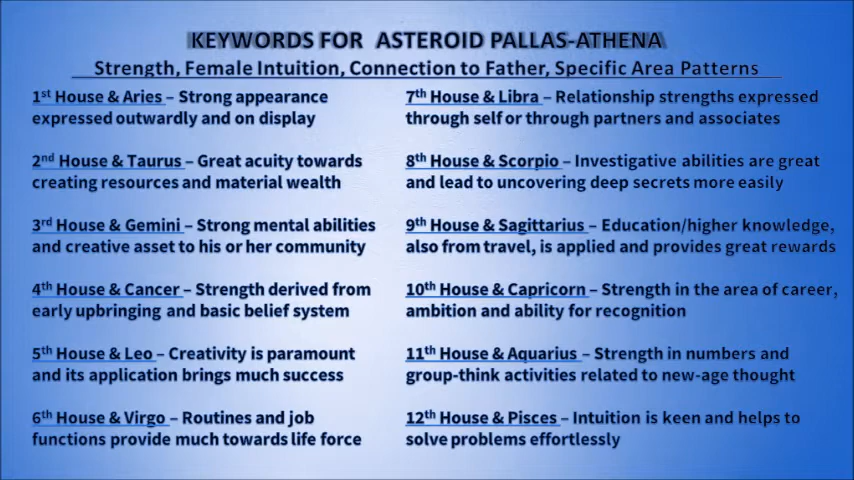 KEYWORDS FOR ASTEROID PALLAS-ATHENA
Strength, Female Intuition, Connection to Father, Specific Area Patterns
1st House & Aries – Strong appearance
expressed outwardly and on display
2nd House & Taurus – Great acuity towards
creating resources and material wealth
3rd House & Gemini – Strong mental abilities
and creative asset to his or her community
4th House & Cancer – Strength derived from
early upbringing and basic belief system
5th House & Leo – Creativity is paramount
and its application brings much success
6th House & Virgo – Routines and job
functions provide much towards life force
7th House & Libra – Relationship strengths expressed
through self or through partners and associates
8th House & Scorpio – Investigative abilities are great
and lead to uncovering deep secrets more easily
9th House & Sagittarius – Education/higher knowledge,
also from travel, is applied and provides great rewards
10th House & Capricorn – Strength in the area of career,
ambition and ability for recognition
11th House & Aquarius – Strength in numbers and
group-think activities related to new-age thought
12th House & Pisces – Intuition is keen and helps to
solve problems effortlessly